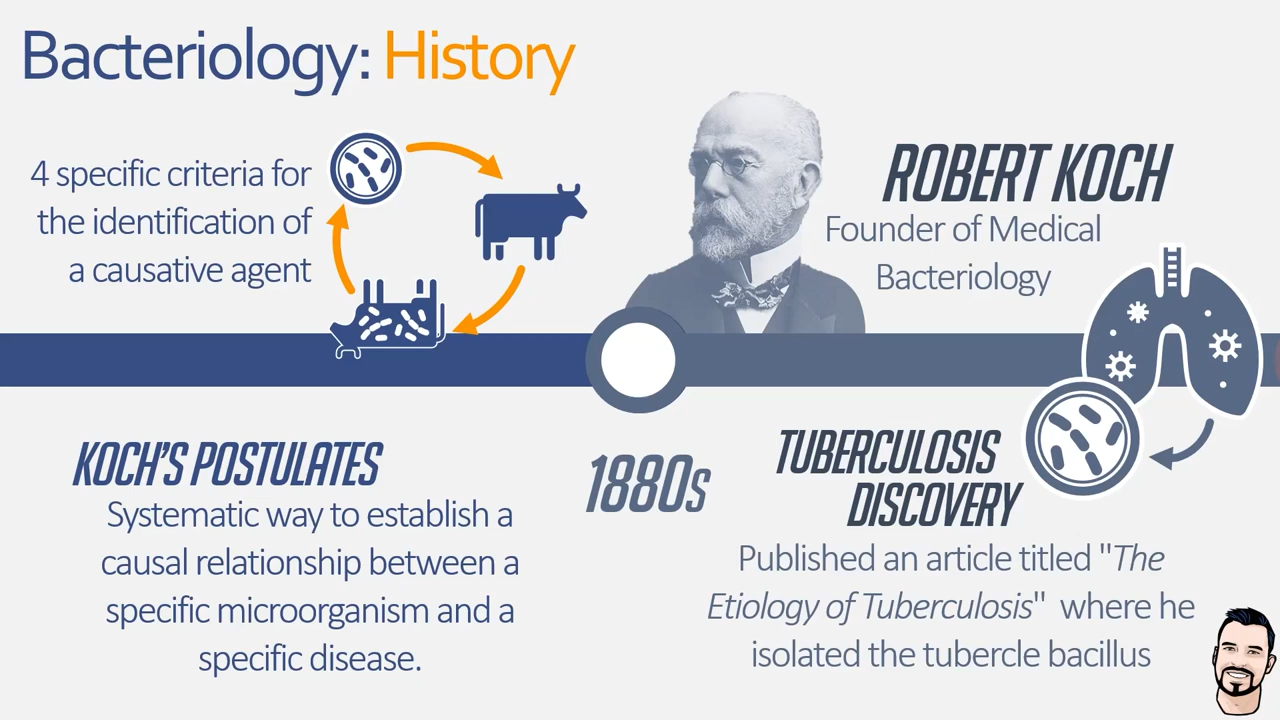 Bacteriology: History
4 specific criteria for
the identification of
a causative agent
ROBERT KOCH
Founder of Medical
Bacteriology
KOCH'S POSTULATES
Systematic way to establish a
causal relationship between a
specific microorganism and a
specific disease.
1880s
TUBERCULOSIS
DISCOVERY
Published an article titled "The
Etiology of Tuberculosis" where he
isolated the tubercle bacillus